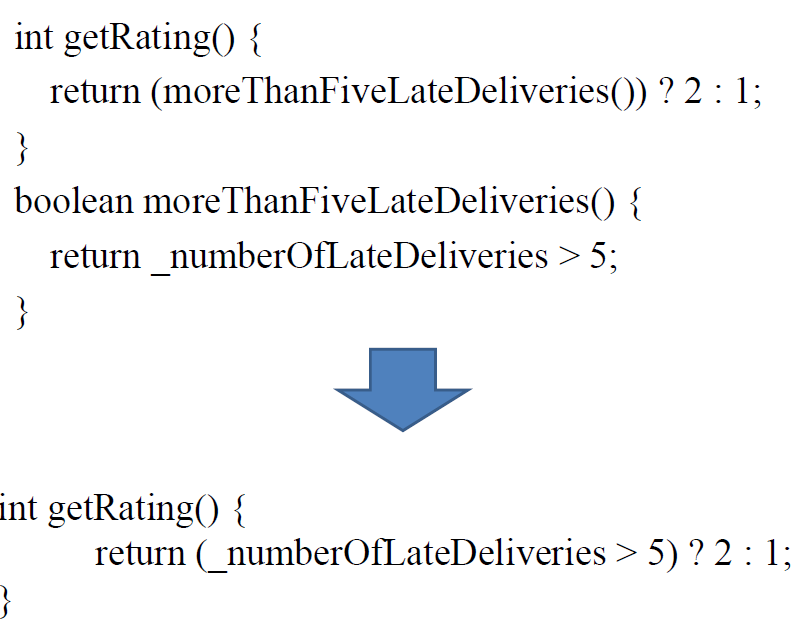 int getRating() {
return (moreThanFiveLateDeliveries()) ? 2 : 1;
}
boolean moreThanFiveLateDeliveries() {
return _numberOfLateDeliveries > 5;
}
int getRating() {
return (_numberOfLateDeliveries > 5) ? 2 : 1;
}